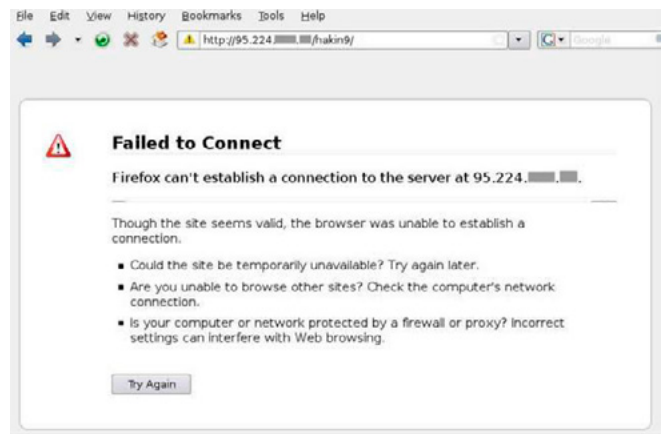 File Edit View History Bookmarks Tools Help
http://95.224. . /hakin9/ Google
Failed to Connect
Firefox can't establish a connection to the server at 95.224. . .
Though the site seems valid, the browser was unable to establish a
connection.
▪ Could the site be temporarily unavailable? Try again later.
▪ Are you unable to browse other sites? Check the computer's network
connection.
▪ Is your computer or network protected by a firewall or proxy? Incorrect
settings can interfere with Web browsing.
Try Again